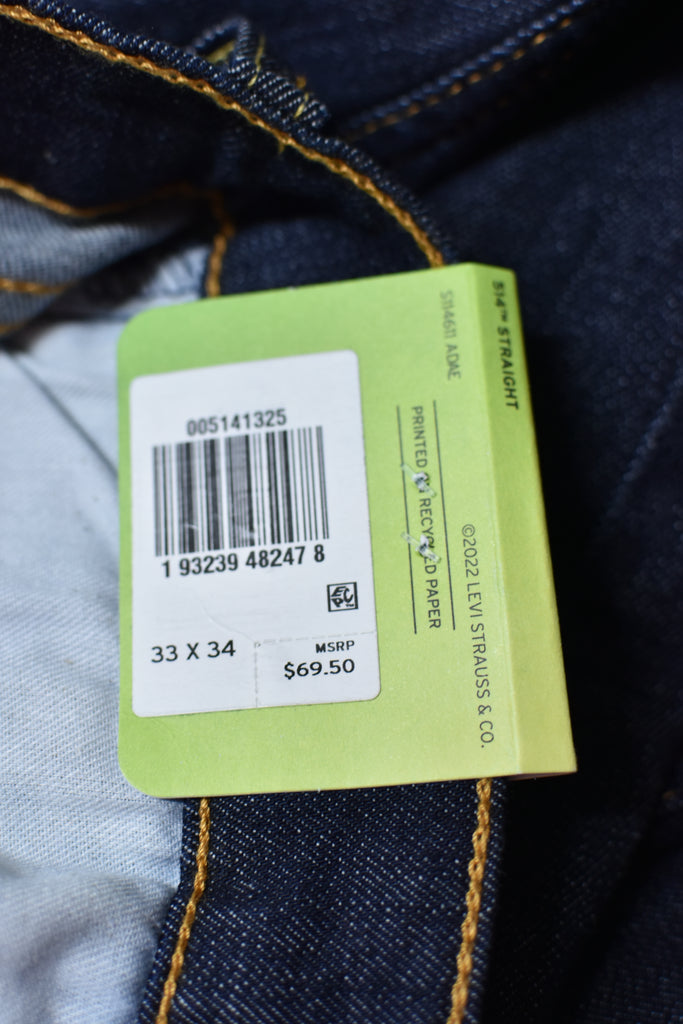 005141325
1 93239 48247 8
33 X 34
MSRP
$69.50
S114611 ADAE
514™ STRAIGHT
PRINTED ON RECYCLED PAPER
©2022 LEVI STRAUSS & CO.